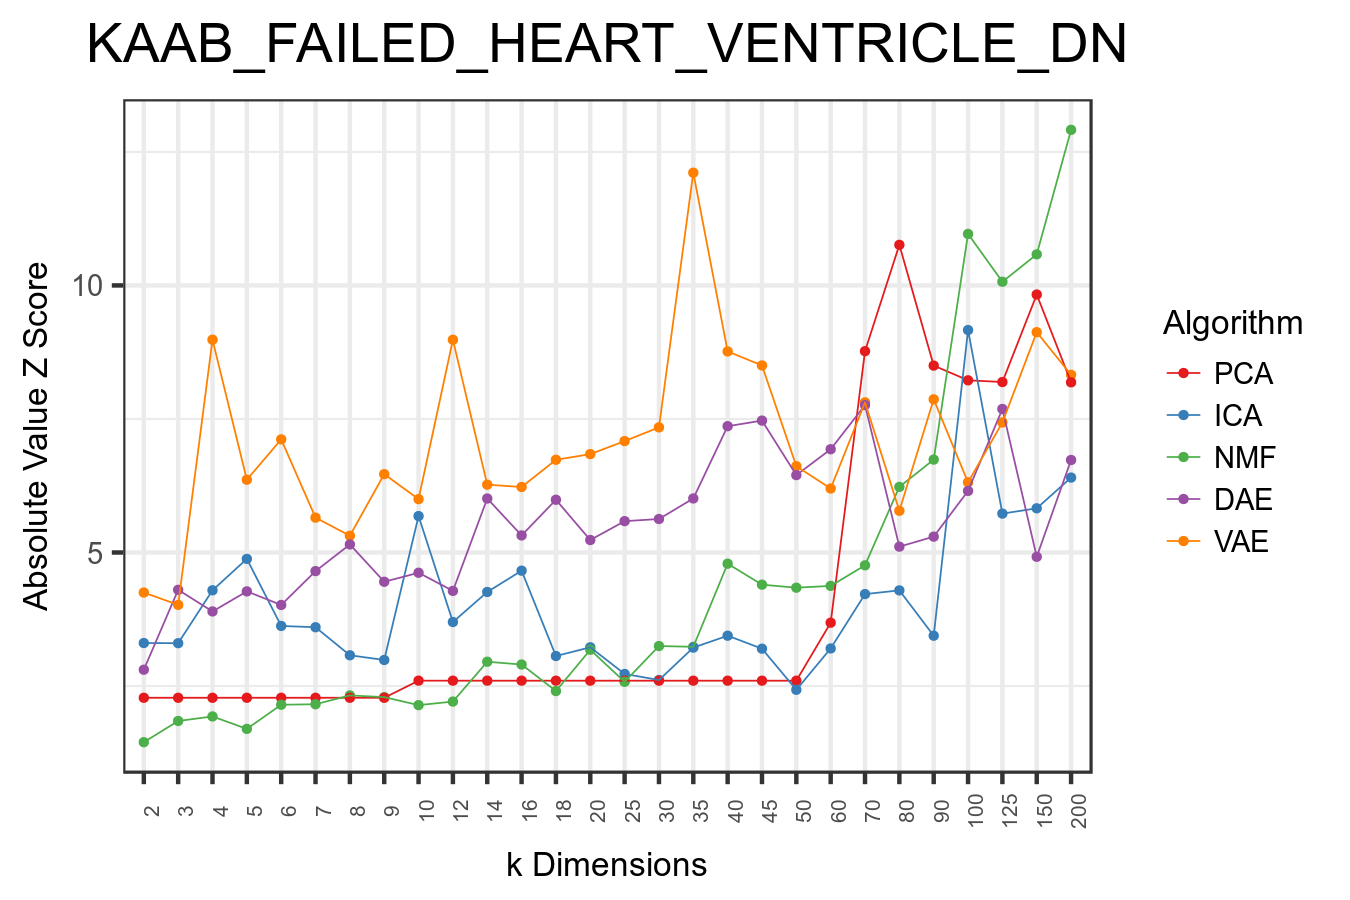 KAAB_FAILED_HEART_VENTRICLE_DN
Absolute Value Z Score
10
5
2 3 4 5 6 7 8 9 10 12 14 16 18 20 25 30 35 40 45 50 60 70 80 90 100 125 150 200
k Dimensions
Algorithm
PCA
ICA
NMF
DAE
VAE